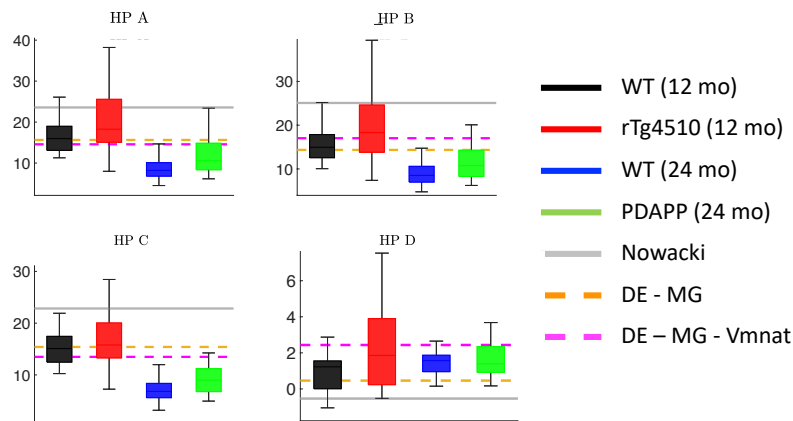 HP A
40
30
20
10
HP B
30
20
10
HP C
30
20
10
HP D
6
4
2
0
WT (12 mo)
rTg4510 (12 mo)
WT (24 mo)
PDAPP (24 mo)
Nowacki
DE - MG
DE – MG - Vmnat